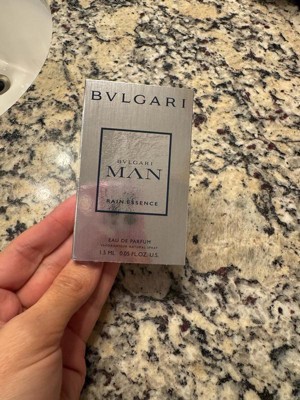 BVLGARI
BVLGARI
MAN
RAIN ESSENCE
EAU DE PARFUM
1.5 ML 0.05 FL.OZ.-U.S.